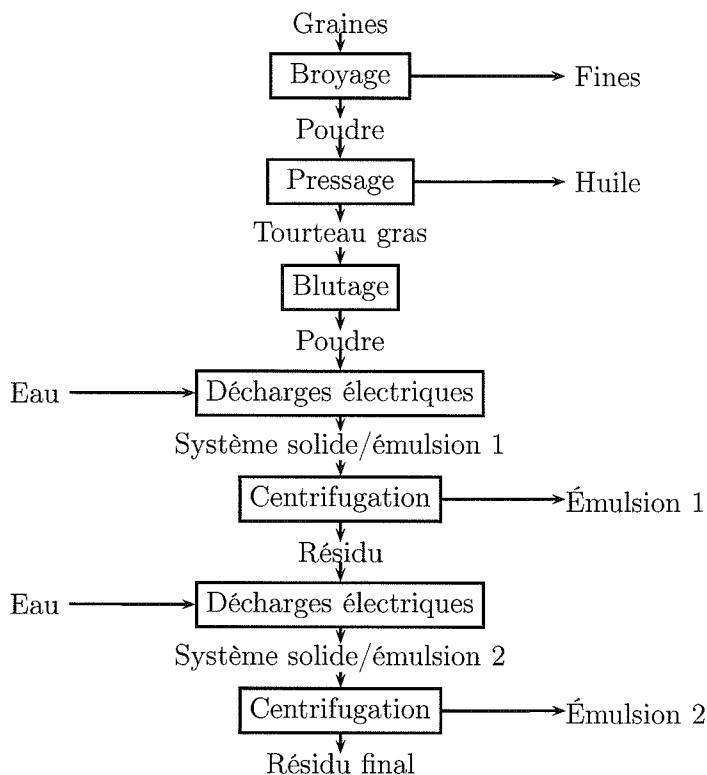 Graines
Broyage
Fines
Poudre
Pressage
Huile
Tourteau gras
Blutage
Poudre
Eau
Décharges électriques
Système solide/émulsion 1
Centrifugation
Émulsion 1
Résidu
Eau
Décharges électriques
Système solide/émulsion 2
Centrifugation
Émulsion 2
Résidu final